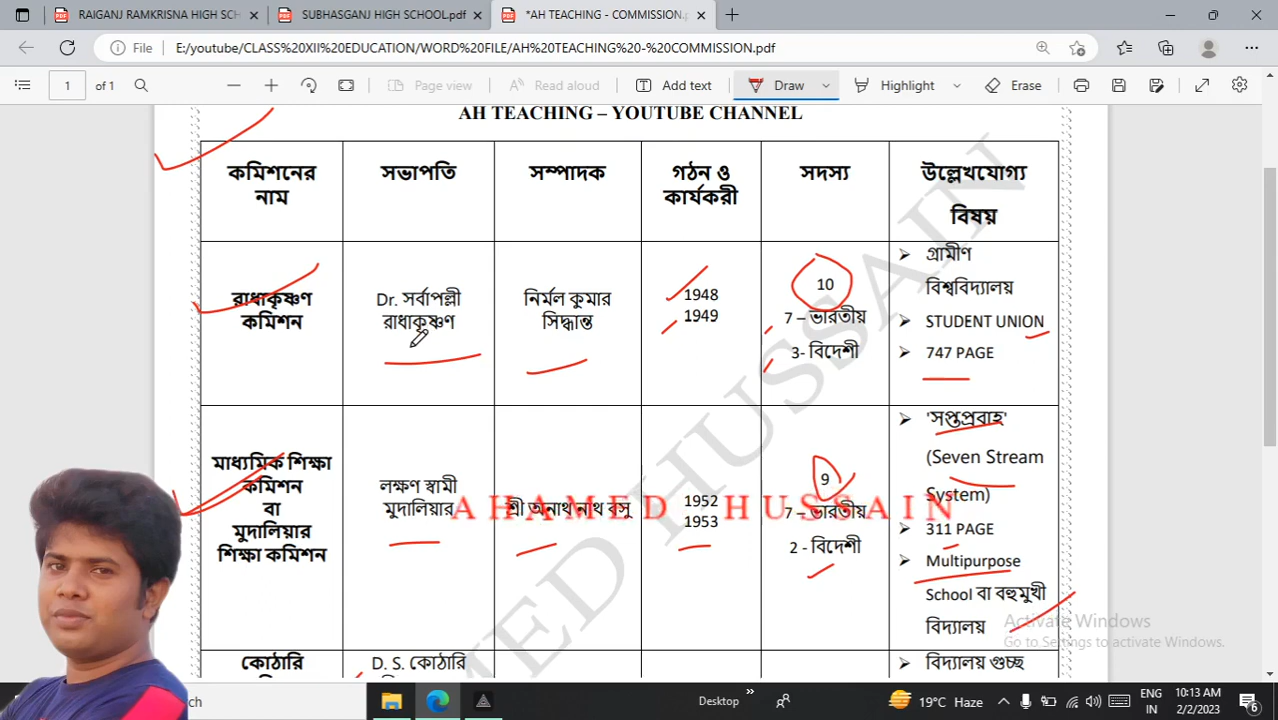 RAIGANJ RAMKRISNA HIGH SCH
SUBHASGANJ HIGH SCHOOL.pdf
*AH TEACHING - COMMISSION.p
File
E:/youtube/CLASS%20XII%20EDUCATION/WORD%20FILE/AH%20TEACHING%20-%20COMMISSION.pdf
1
of 1
Page view
Read aloud
Add text
Draw
Highlight
Erase
AH TEACHING – YOUTUBE CHANNEL
কমিশনের
নাম
সভাপতি
সম্পাদক
গঠন ও
কার্যকরী
সদস্য
উল্লেখযোগ্য
বিষয়
রাধাকৃষ্ণণ
কমিশন
Dr. সর্বাপল্লী
রাধাকৃষ্ণণ
নির্মল কুমার
সিদ্ধান্ত
1948
1949
10
7 – ভারতীয়
3- বিদেশী
গ্রামীণ
বিশ্ববিদ্যালয়
STUDENT UNION
747 PAGE
মাধ্যমিক শিক্ষা
কমিশন
বা
মুদালিয়ার
শিক্ষা কমিশন
লক্ষণ স্বামী
মুদালিয়ার
শ্রী অনাথ নাথ বসু
1952
1953
9
7 – ভারতীয়
2 - বিদেশী
'সপ্তপ্রবাহ'
(Seven Stream
System)
311 PAGE
Multipurpose
School বা বহুমুখী
বিদ্যালয়
AHAMED HUSSAIN
MED HUSSAIN
Activate Windows
Go to Settings to activate Windows.
কোঠারি
D. S. কোঠারি
বিদ্যালয় গুচ্ছ
rch
Desktop
19°C Haze
ENG
IN
10:13 AM
2/2/2023
6